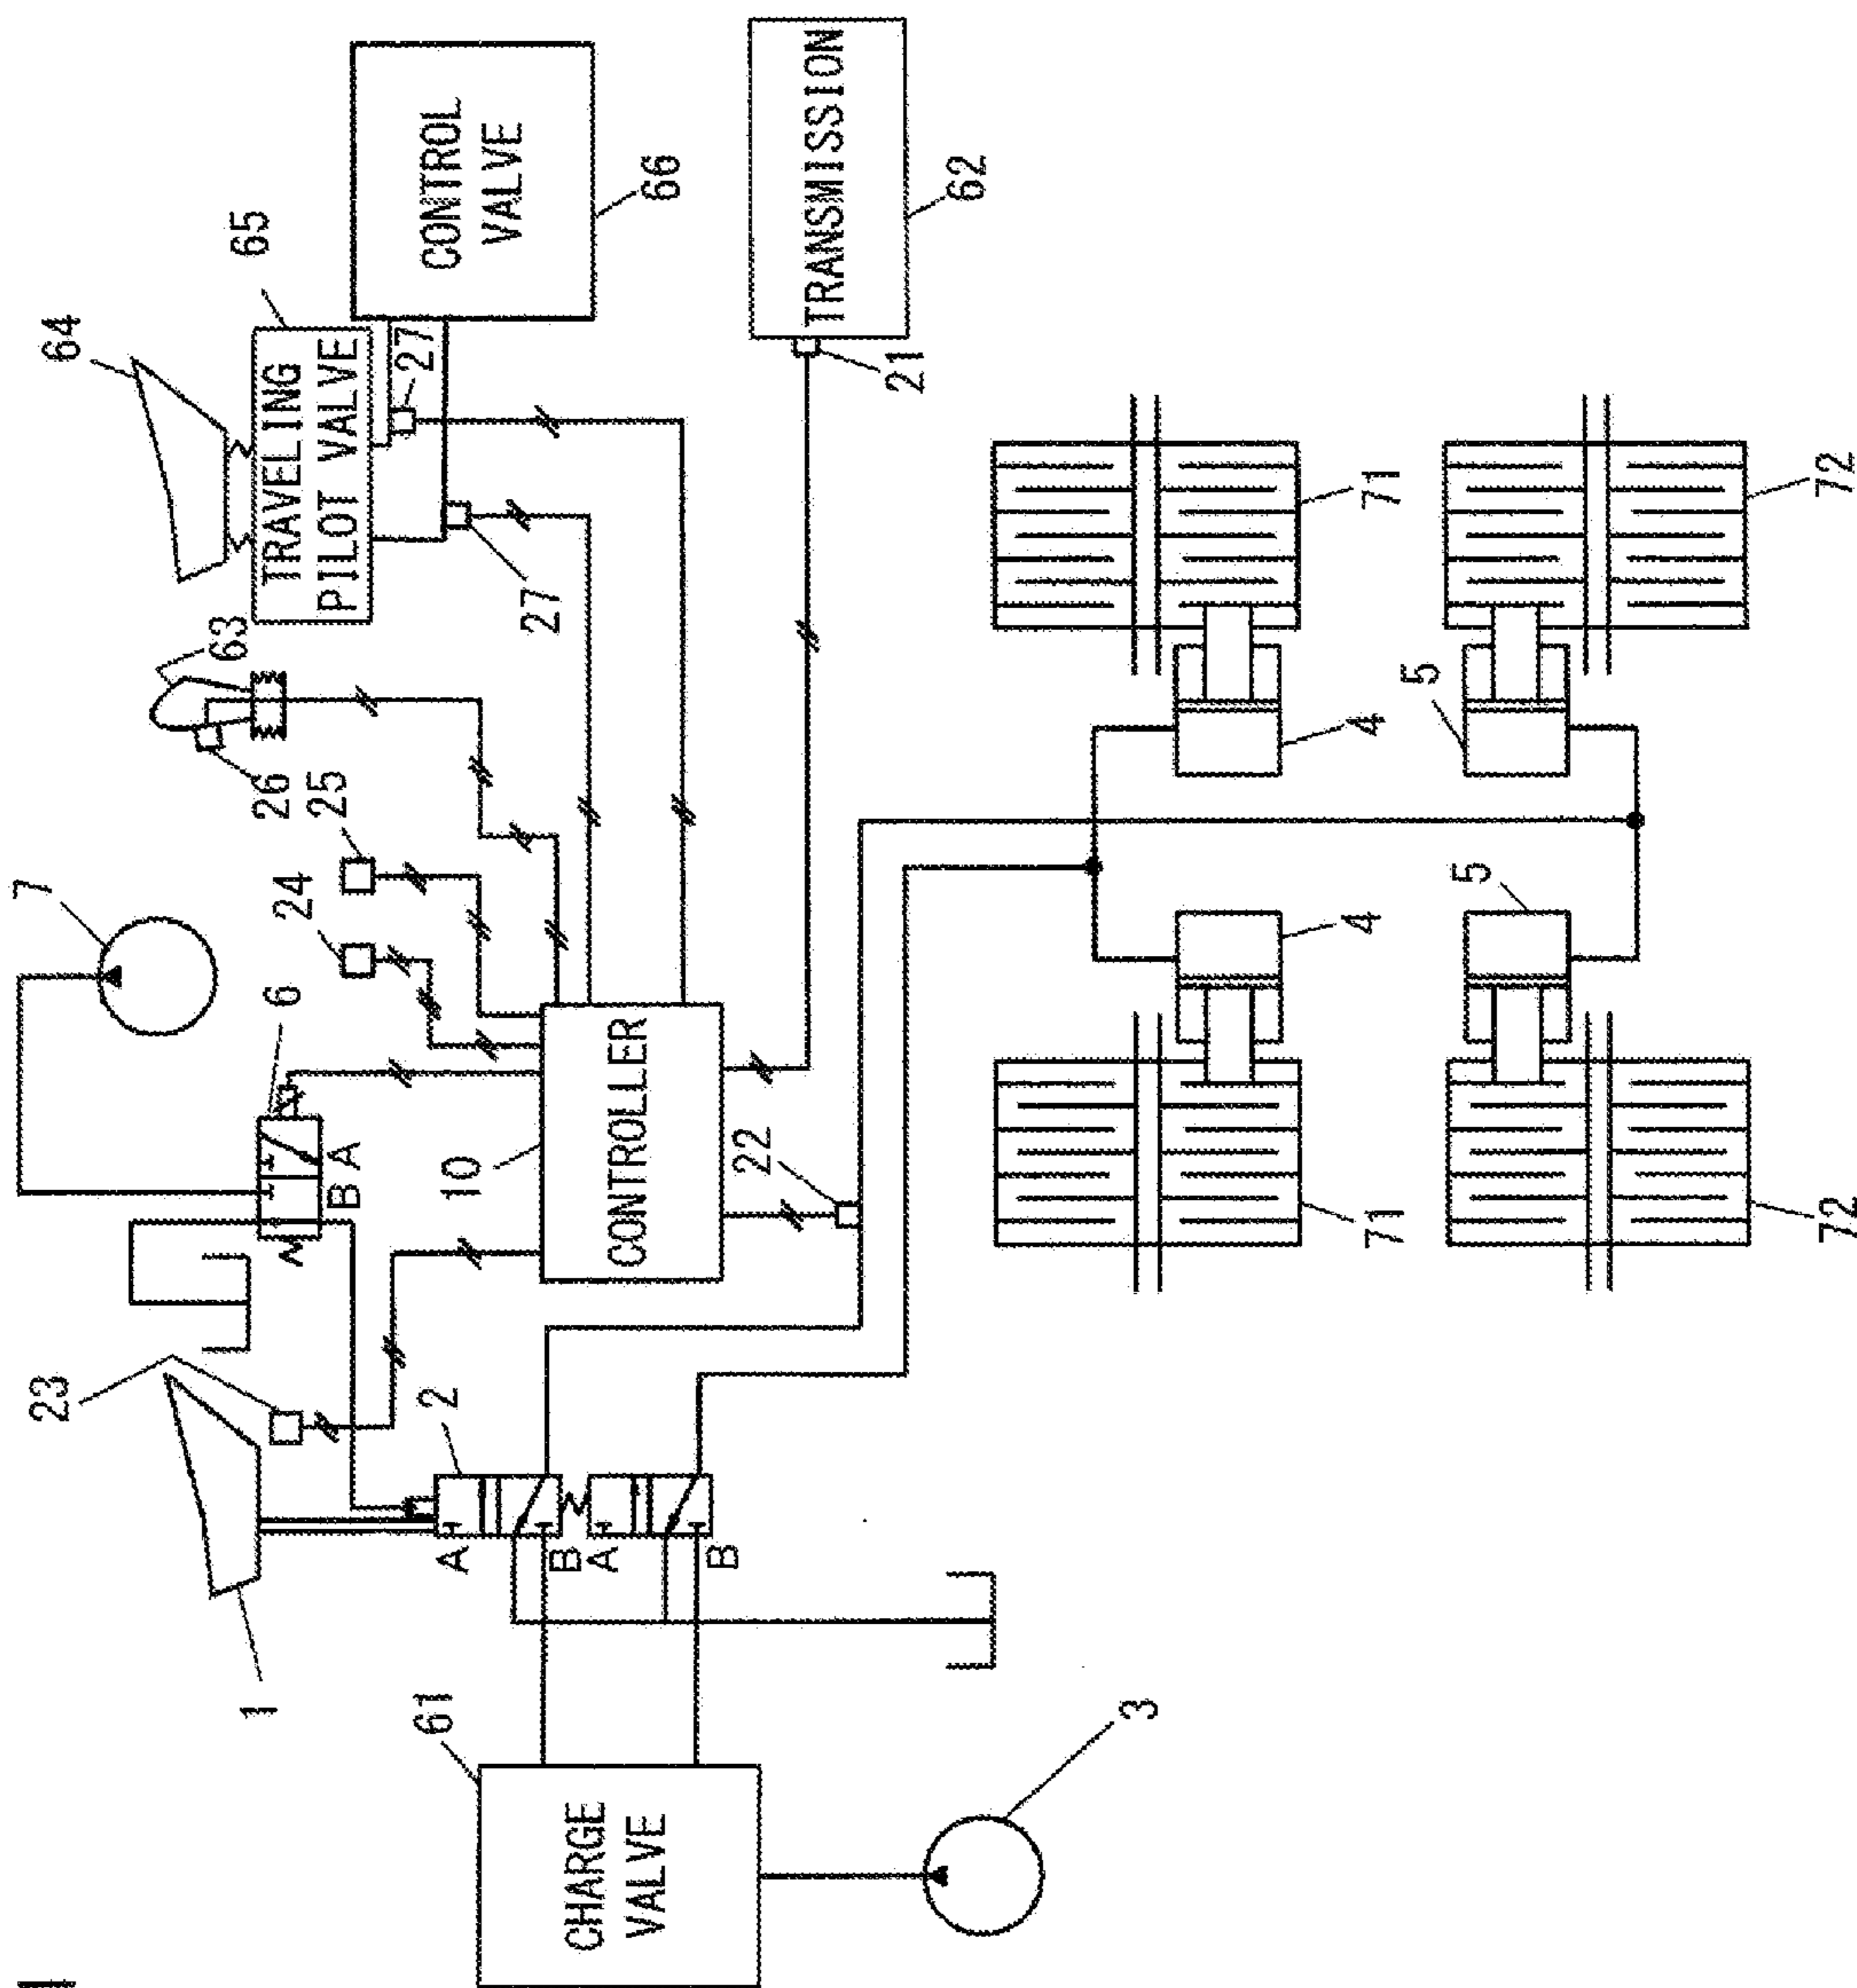 7
64
65
TRAVELING
PILOT VALVE
CONTROL
VALVE
66
27
27
63
26
25
24
6
B
A
23
1
2
A
B
A
B
10
CONTROLLER
22
TRANSMISSION
62
21
61
CHARGE
VALVE
3
4
4
5
5
71
71
72
72